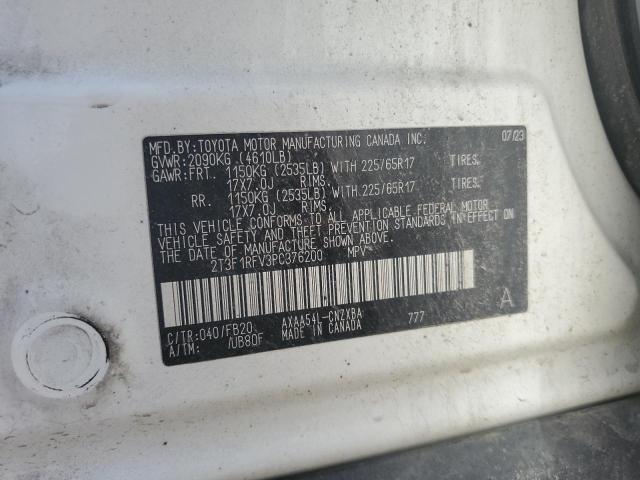 MFD.BY:TOYOTA MOTOR MANUFACTURING CANADA INC. 07/23
GVWR:2090KG (4610LB)
GAWR:FRT. 1150KG (2535LB) WITH 225/65R17 TIRES.
17X7.0J RIMS.
RR. 1150KG (2535LB) WITH 225/65R17 TIRES.
17X7.0J RIMS.
THIS VEHICLE CONFORMS TO ALL APPLICABLE FEDERAL MOTOR
VEHICLE SAFETY AND THEFT PREVENTION STANDARDS IN EFFECT ON
THE DATE OF MANUFACTURE SHOWN ABOVE.
2T3F1RFV3PC376200 MPV
A
C/TR:040/FB20 AXAA54L-CNZXBA 777
A/TM: /UB80F MADE IN CANADA